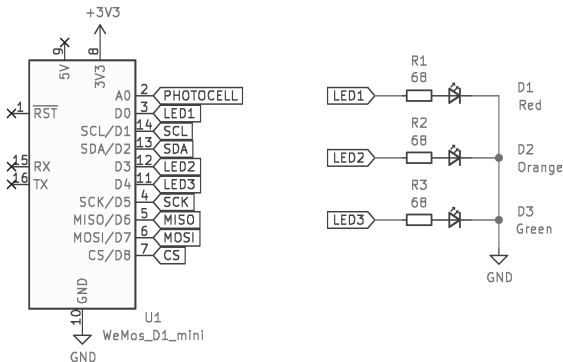 +3V3
9
8
5V
3V3
1
RST
A0
2
PHOTOCELL
D0
3
LED1
SCL/D1
14
SCL
SDA/D2
13
SDA
15
RX
D3
12
LED2
16
TX
D4
11
LED3
SCK/D5
4
SCK
MISO/D6
5
MISO
MOSI/D7
6
MOSI
CS/D8
7
CS
GND
10
U1
WeMos_D1_mini
GND
R1
68
LED1
D1
Red
R2
68
LED2
D2
Orange
R3
68
LED3
D3
Green
GND